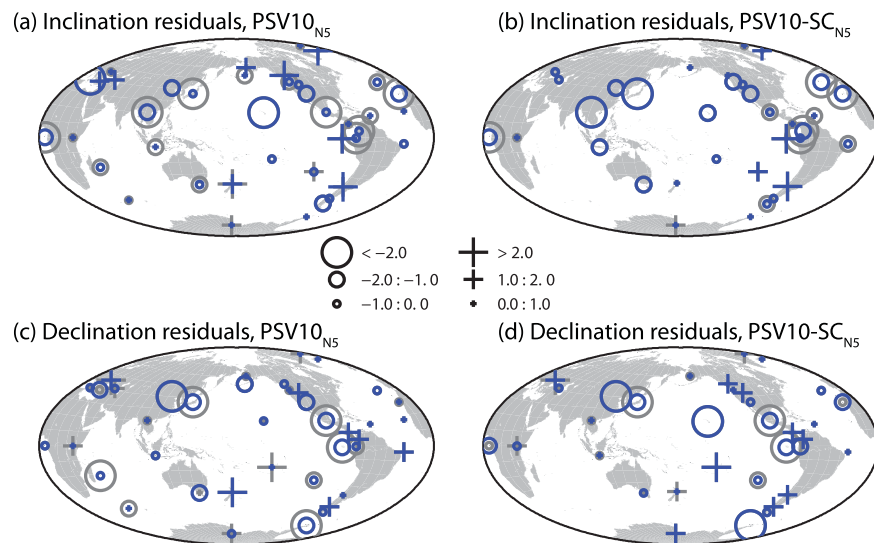 (a) Inclination residuals, PSV10N5
(b) Inclination residuals, PSV10-SCN5
< −2.0
> 2.0
−2.0 : −1.0
1.0 : 2. 0
−1.0 : 0. 0
0.0 : 1.0
(c) Declination residuals, PSV10N5
(d) Declination residuals, PSV10-SCN5